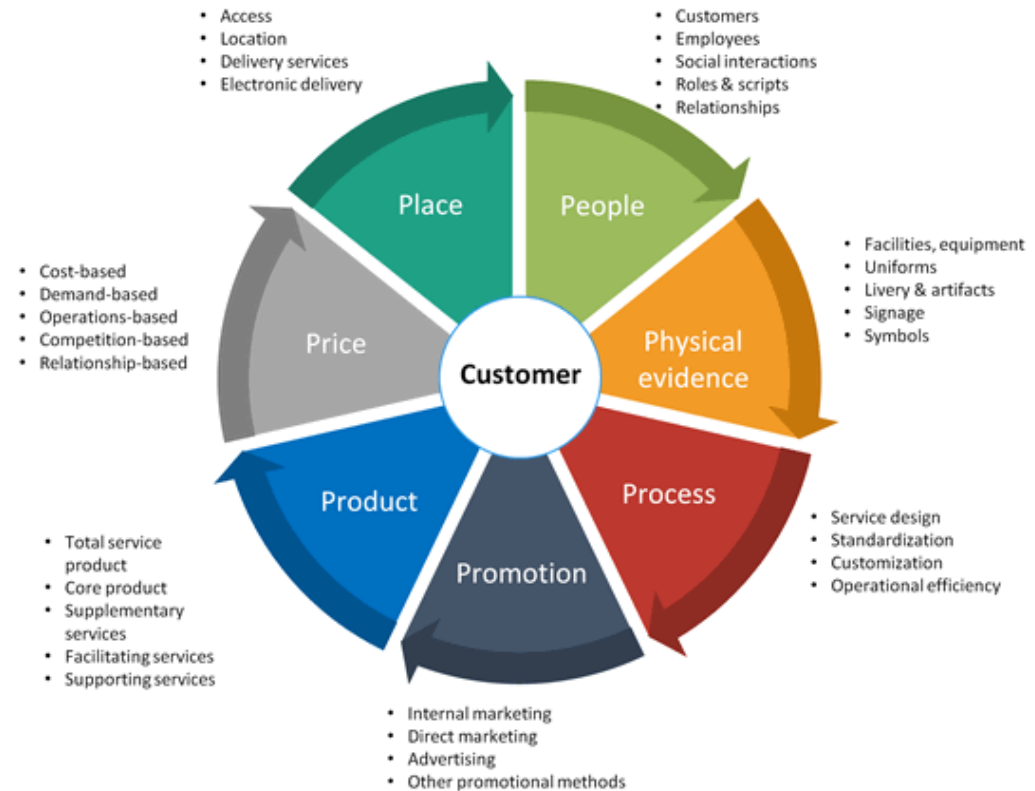 • Access
• Location
• Delivery services
• Electronic delivery
• Customers
• Employees
• Social interactions
• Roles & scripts
• Relationships
Place
People
• Cost-based
• Demand-based
• Operations-based
• Competition-based
• Relationship-based
Price
Customer
Physical
evidence
• Facilities, equipment
• Uniforms
• Livery & artifacts
• Signage
• Symbols
Product
Promotion
Process
• Total service
product
• Core product
• Supplementary
services
• Facilitating services
• Supporting services
• Service design
• Standardization
• Customization
• Operational efficiency
• Internal marketing
• Direct marketing
• Advertising
• Other promotional methods